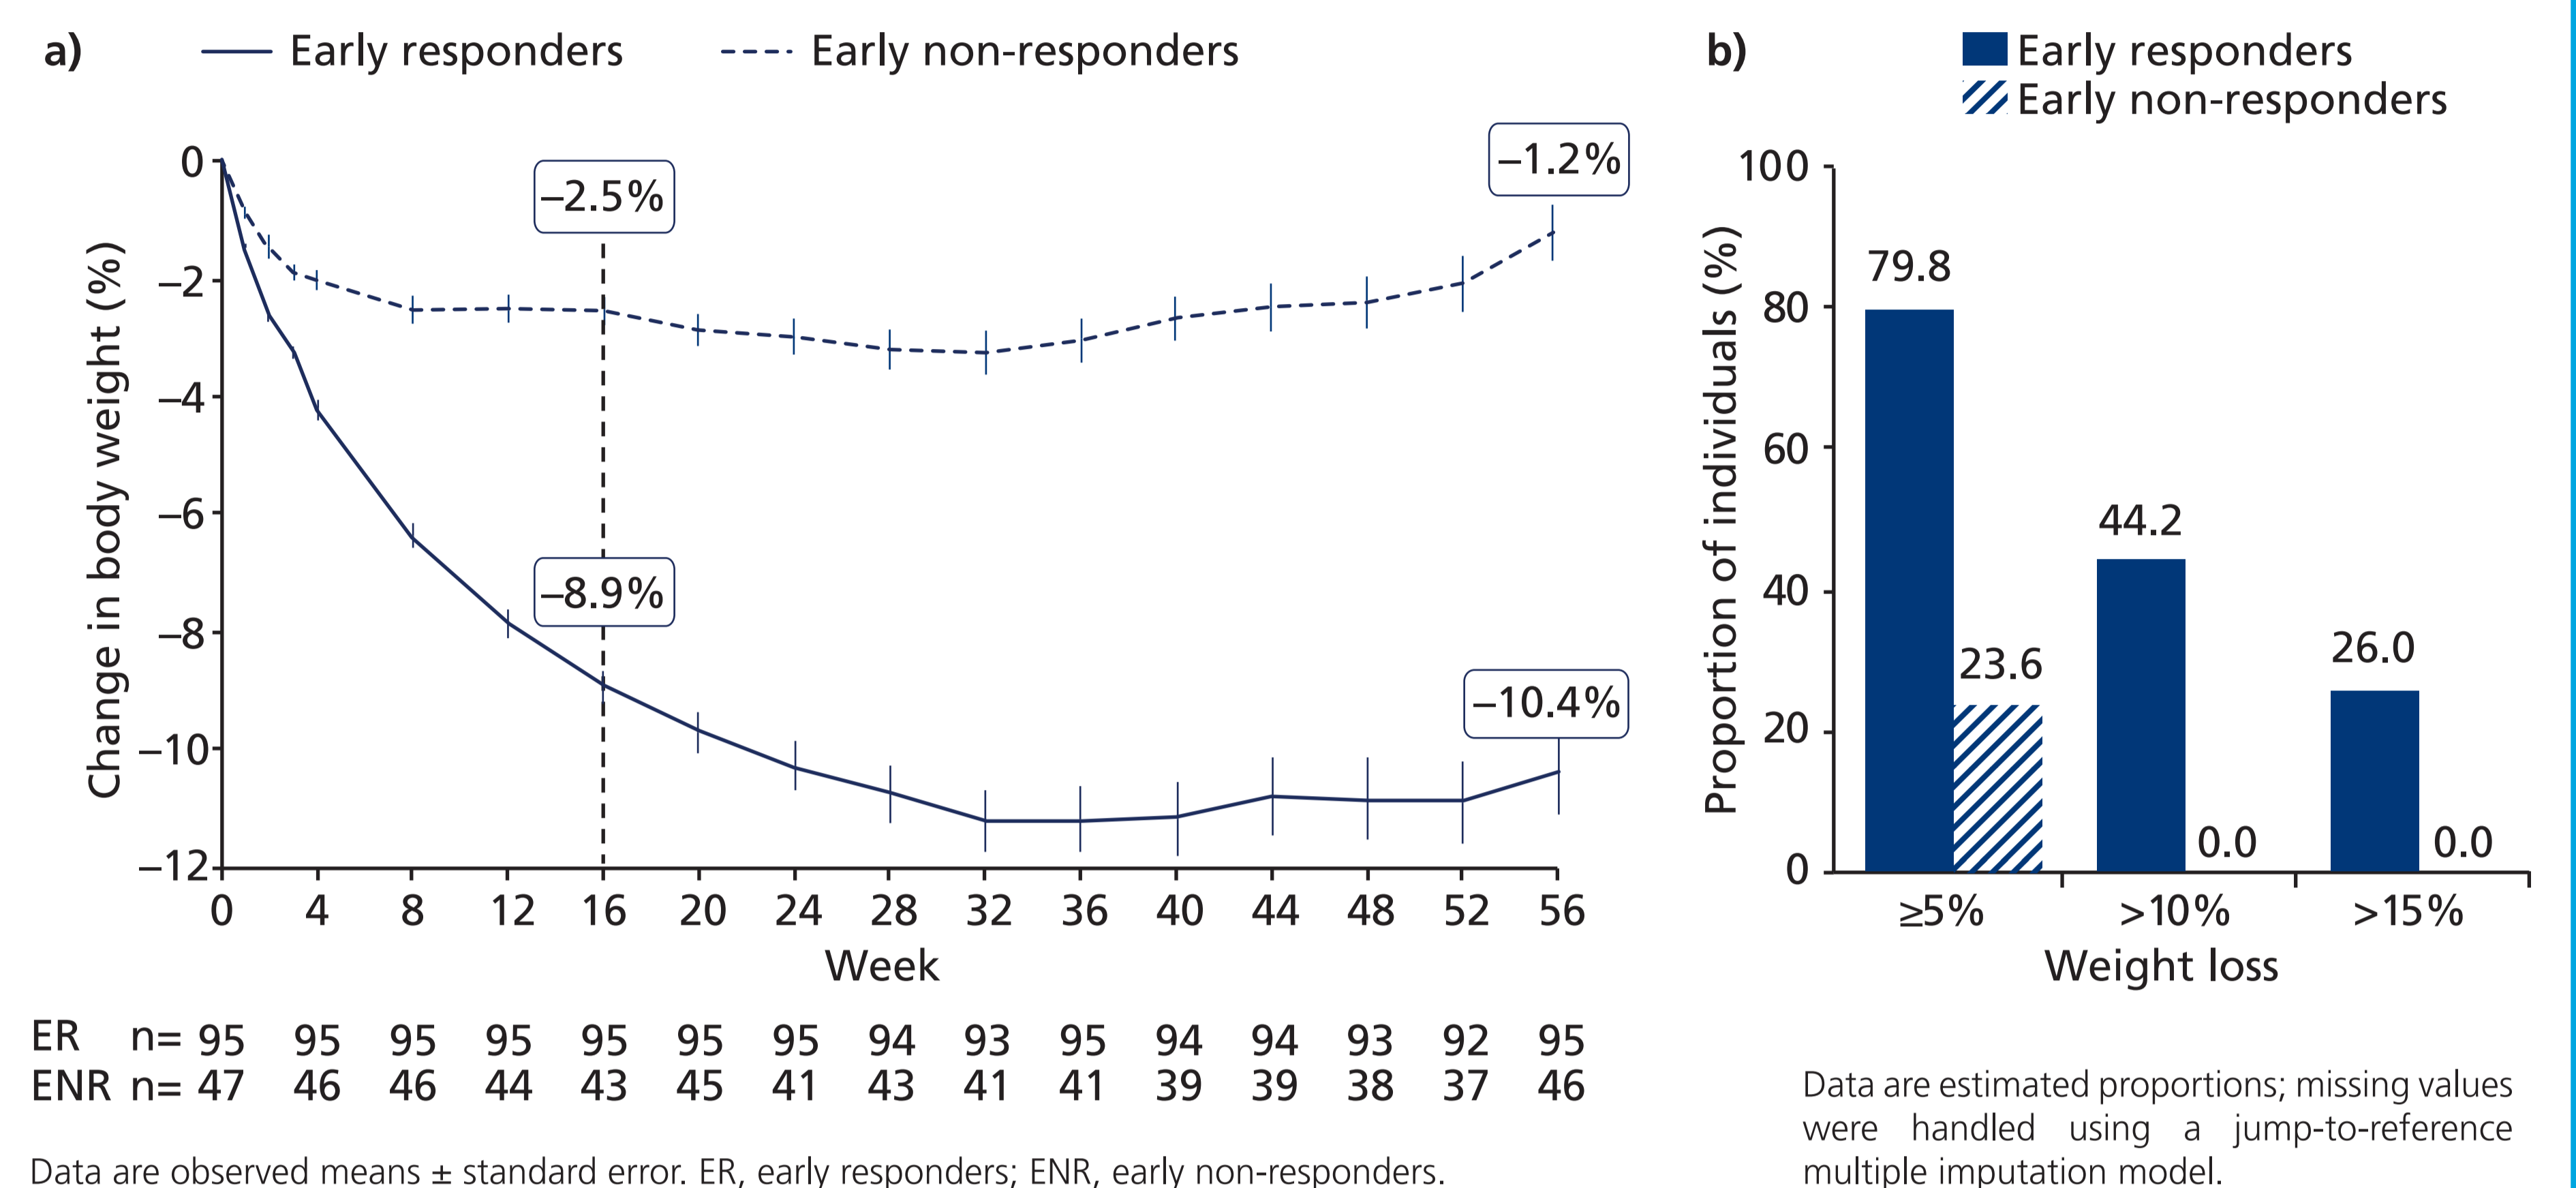 a)
Early responders
Early non-responders
0
–2
–4
–6
–8
–10
–12
Change in body weight (%)
–2.5%
–1.2%
–8.9%
–10.4%
0 4 8 12 16 20 24 28 32 36 40 44 48 52 56
Week
ER n= 95 95 95 95 95 95 95 94 93 95 94 94 93 92 95
ENR n= 47 46 46 44 43 45 41 43 41 41 39 39 38 37 46
Data are observed means ± standard error. ER, early responders; ENR, early non-responders.
b)
Early responders
Early non-responders
100
80
60
40
20
0
Proportion of individuals (%)
79.8
23.6
44.2
0.0
26.0
0.0
≥5% >10% >15%
Weight loss
Data are estimated proportions; missing values
were handled using a jump-to-reference
multiple imputation model.